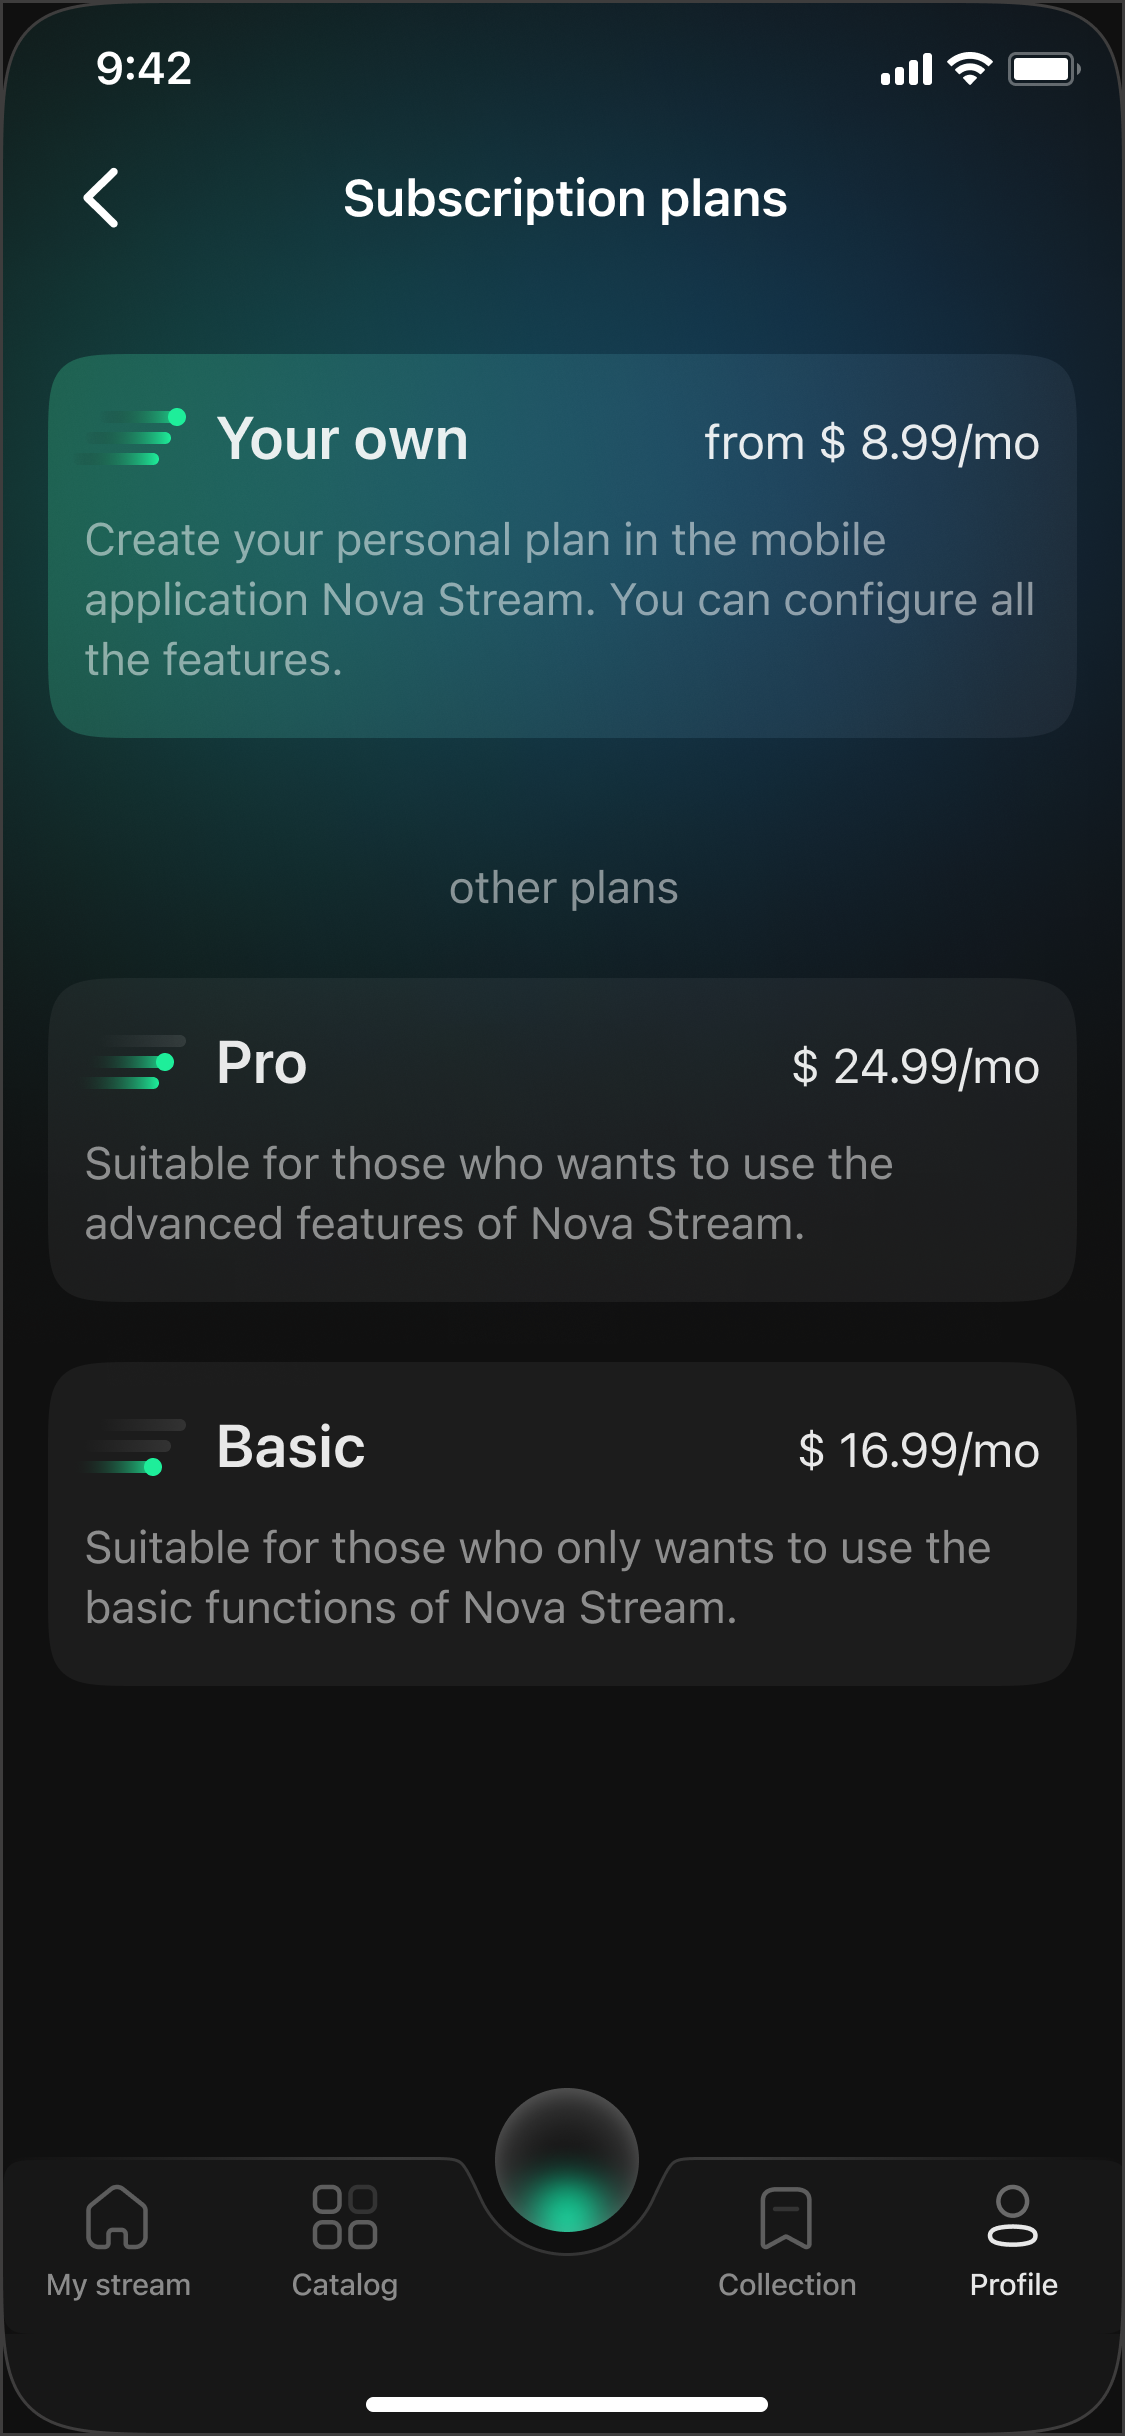 9:42
Subscription plans
Your own
from $ 8.99/mo
Create your personal plan in the mobile
application Nova Stream. You can configure all
the features.
other plans
Pro
$ 24.99/mo
Suitable for those who wants to use the
advanced features of Nova Stream.
Basic
$ 16.99/mo
Suitable for those who only wants to use the
basic functions of Nova Stream.
My stream
Catalog
Collection
Profile